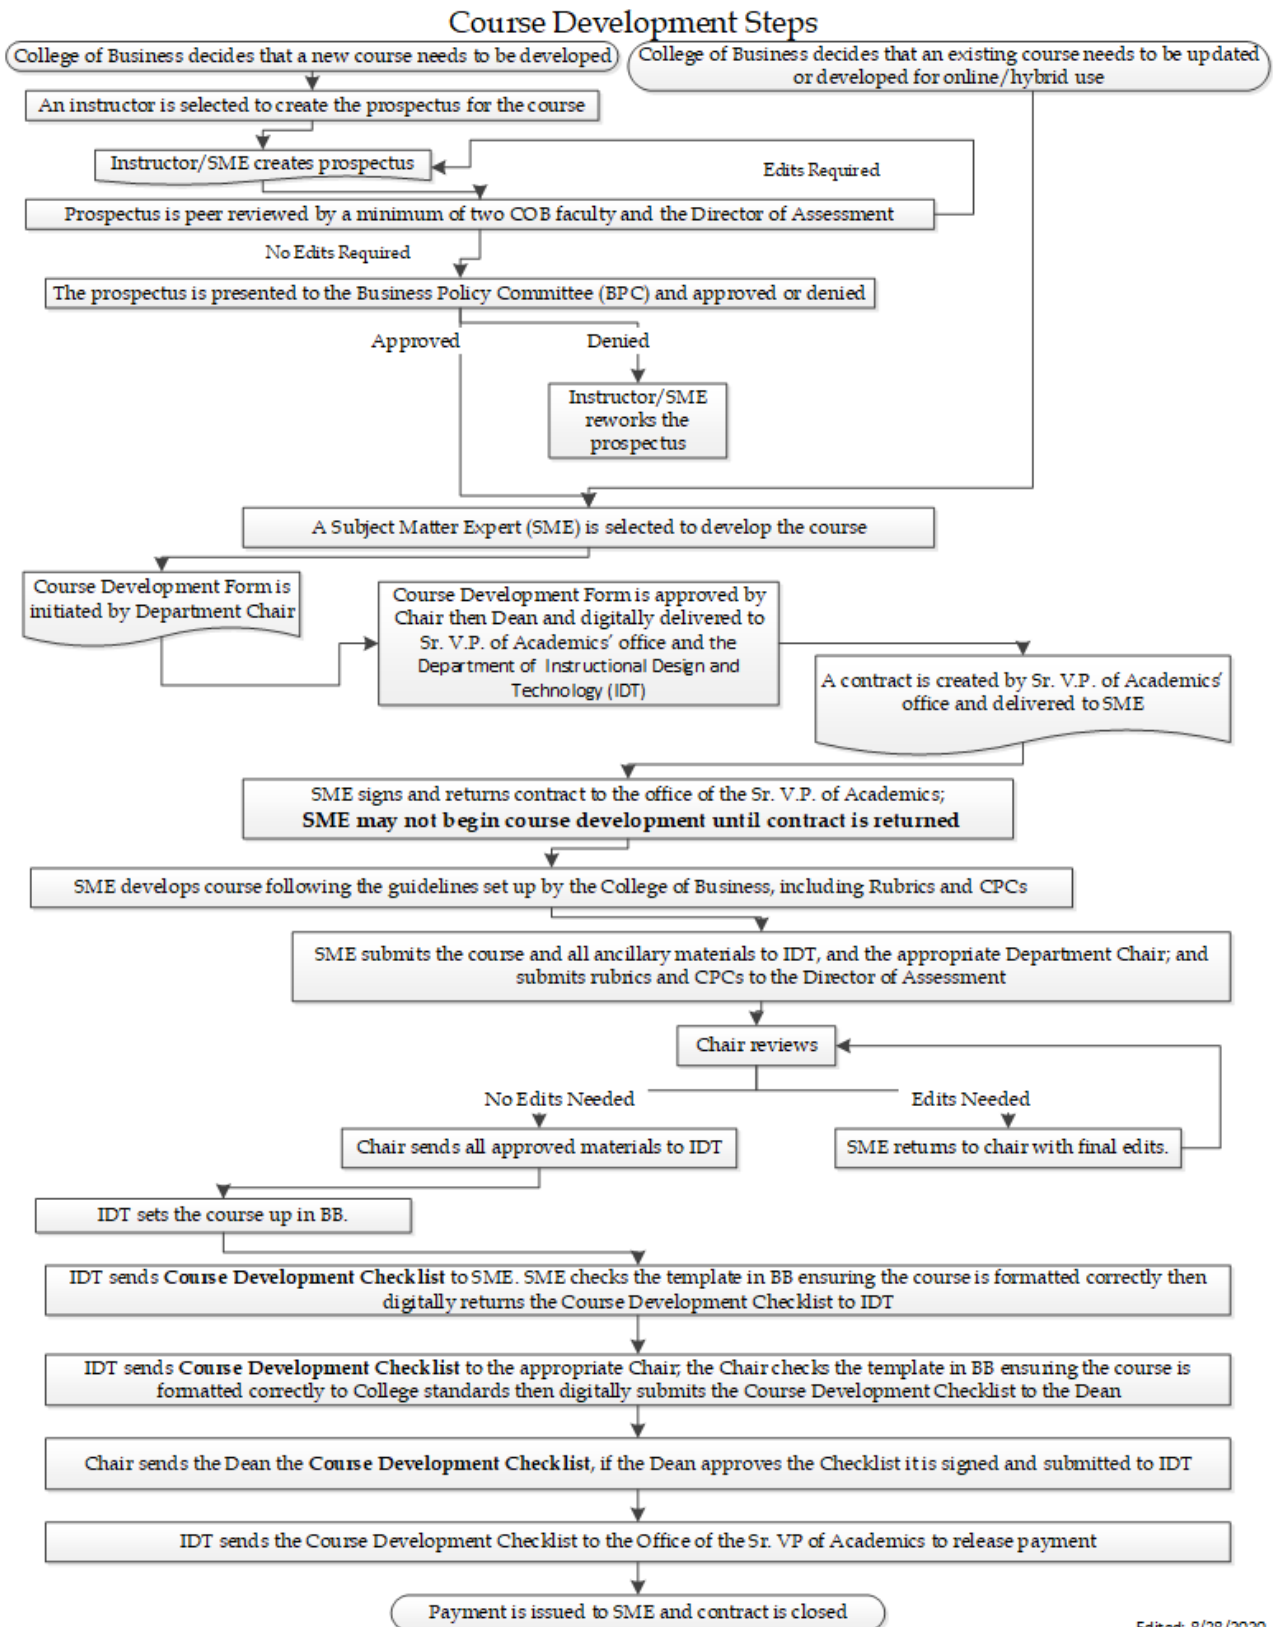 Course Development Steps
College of Business decides that a new course needs to be developed
College of Business decides that an existing course needs to be updated
or developed for online/hybrid use
An instructor is selected to create the prospectus for the course
Instructor/SME creates prospectus
Edits Required
Prospectus is peer reviewed by a minimum of two COB faculty and the Director of Assessment
No Edits Required
The prospectus is presented to the Business Policy Committee (BPC) and approved or denied
Approved
Denied
Instructor/SME
reworks the
prospectus
A Subject Matter Expert (SME) is selected to develop the course
Course Development Form is
initiated by Department Chair
Course Development Form is approved by
Chair then Dean and digitally delivered to
Sr. V.P. of Academics' office and the
Department of Instructional Design and
Technology (IDT)
A contract is created by Sr. V.P. of Academics'
office and delivered to SME
SME signs and returns contract to the office of the Sr. V.P. of Academics;
SME may not begin course development until contract is returned
SME develops course following the guidelines set up by the College of Business, including Rubrics and CPCs
SME submits the course and all ancillary materials to IDT, and the appropriate Department Chair; and
submits rubrics and CPCs to the Director of Assessment
Chair reviews
No Edits Needed
Edits Needed
Chair sends all approved materials to IDT
SME returns to chair with final edits.
IDT sets the course up in BB.
IDT sends Course Development Checklist to SME. SME checks the template in BB ensuring the course is formatted correctly then
digitally returns the Course Development Checklist to IDT
IDT sends Course Development Checklist to the appropriate Chair; the Chair checks the template in BB ensuring the course is
formatted correctly to College standards then digitally submits the Course Development Checklist to the Dean
Chair sends the Dean the Course Development Checklist, if the Dean approves the Checklist it is signed and submitted to IDT
IDT sends the Course Development Checklist to the Office of the Sr. VP of Academics to release payment
Payment is issued to SME and contract is closed
Edited: 8/28/2020